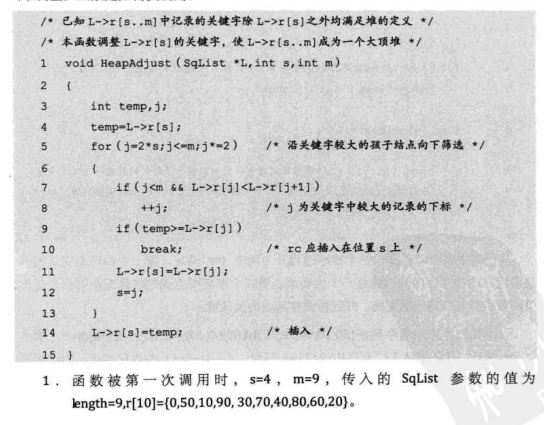 /* 已知 L->r[s..m]中记录的关键字除 L->r[s]之外均满足堆的定义 */
/* 本函数调整 L->r[s]的关键字，使 L->r[s..m]成为一个大顶堆 */
1 void HeapAdjust(SqList *L,int s,int m)
2 {
3 int temp,j;
4 temp=L->r[s];
5 for(j=2*s;j<=m;j*=2) /* 沿关键字较大的孩子结点向下筛选 */
6 {
7 if(j<m && L->r[j]<L->r[j+1])
8 ++j; /* j 为关键字中较大的记录的下标 */
9 if(temp>=L->r[j])
10 break; /* rc 应插入在位置 s 上 */
11 L->r[s]=L->r[j];
12 s=j;
13 }
14 L->r[s]=temp; /* 插入 */
15 }
1. 函数被第一次调用时，s=4，m=9，传入的 SqList 参数的值为
length=9,r[10]={0,50,10,90, 30,70,40,80,60,20}。